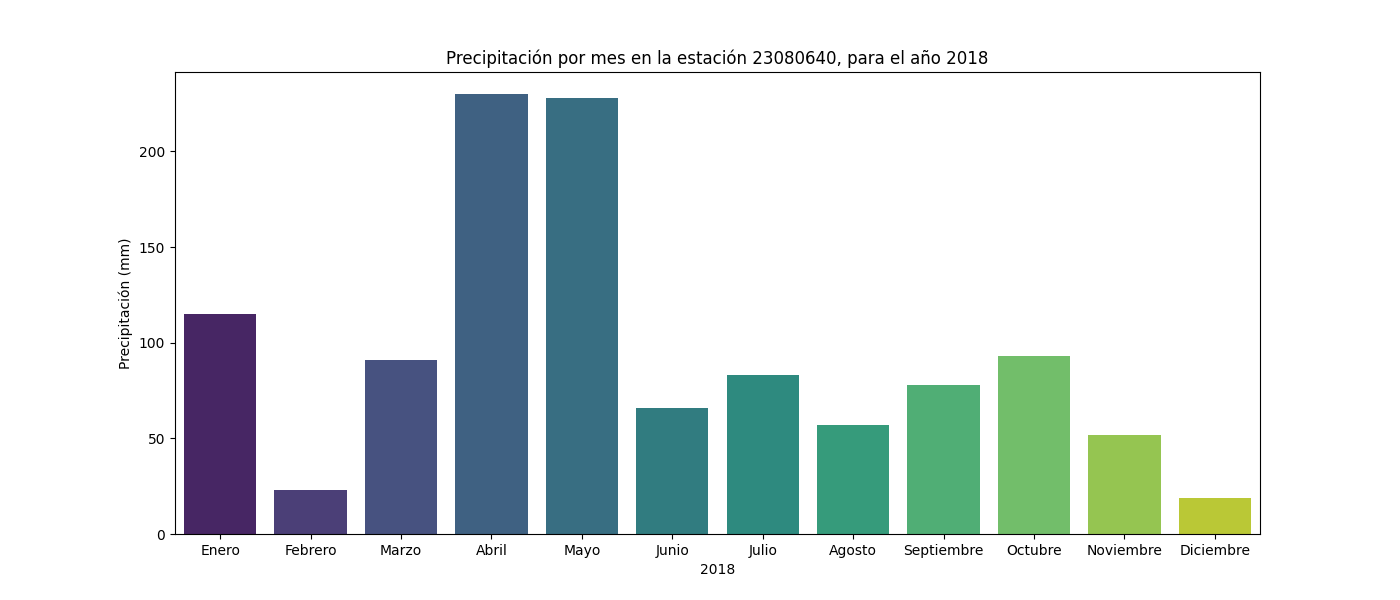 Precipitación por mes en la estación 23080640, para el año 2018
Precipitación (mm)
200
150
100
50
0
Enero Febrero Marzo Abril Mayo Junio Julio Agosto Septiembre Octubre Noviembre Diciembre
2018